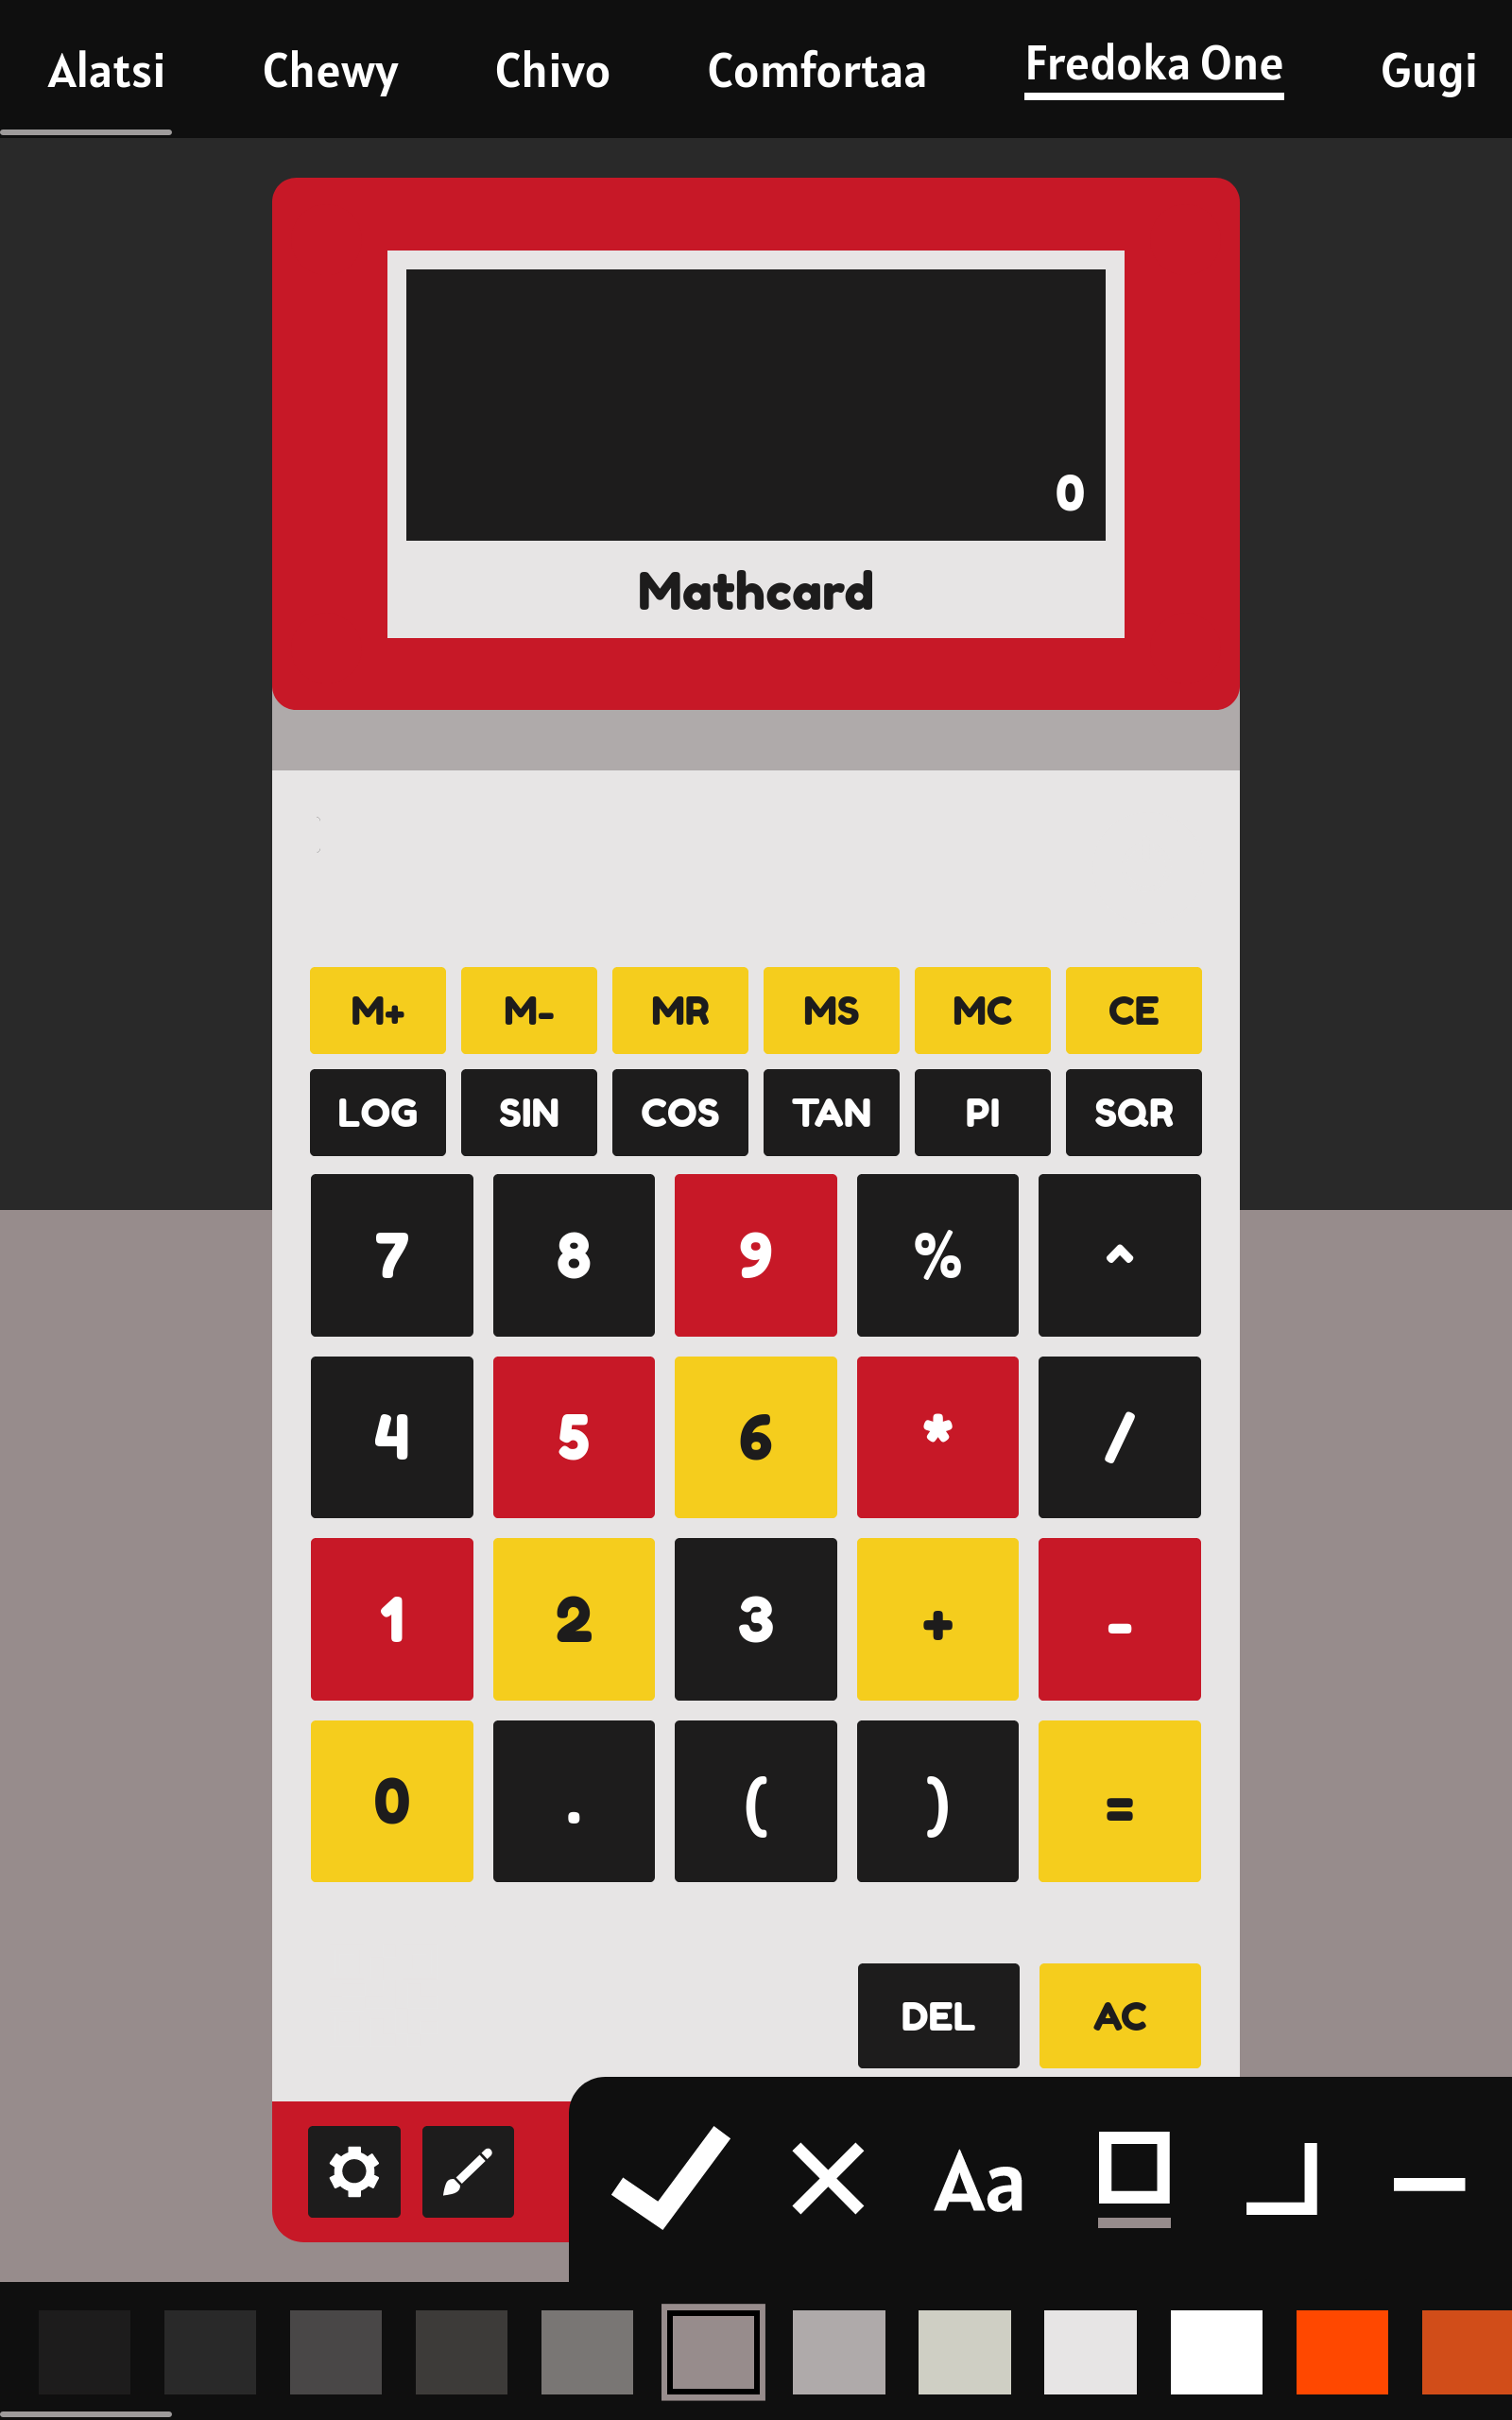 Alatsi Chewy Chivo Comfortaa Fredoka One Gugi
0
Mathcard
M+ M- MR MS MC CE
LOG SIN COS TAN PI SQR
7 8 9 % ^
4 5 6 * /
1 2 3 + -
0 . ( ) =
DEL AC
Aa